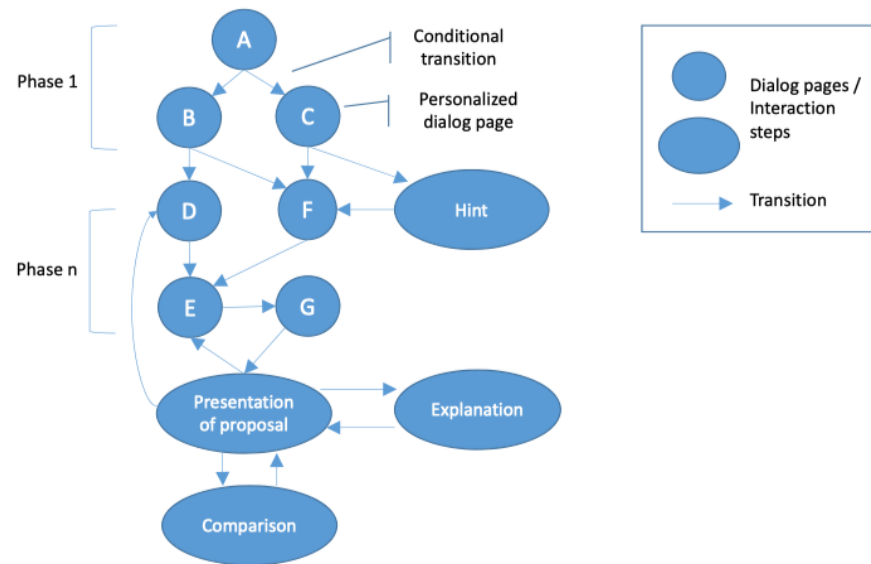 A
Conditional
transition
Phase 1
B
C
Personalized
dialog page
Dialog pages /
Interaction
steps
Transition
D
F
Hint
Phase n
E
G
Presentation
of proposal
Explanation
Comparison